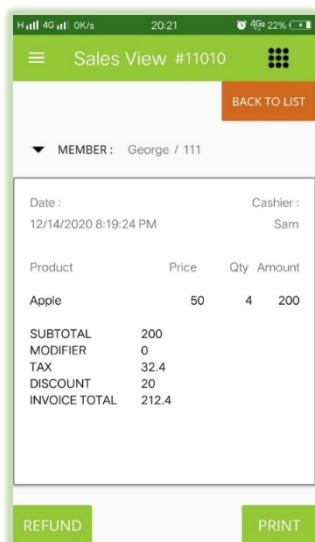 H 4G 0K/s 20:21 4G 22%
Sales View #11010
BACK TO LIST
MEMBER : George / 111
Date : Cashier :
12/14/2020 8:19:24 PM Sam
Product Price Qty Amount
Apple 50 4 200
SUBTOTAL 200
MODIFIER 0
TAX 32.4
DISCOUNT 20
INVOICE TOTAL 212.4
REFUND PRINT